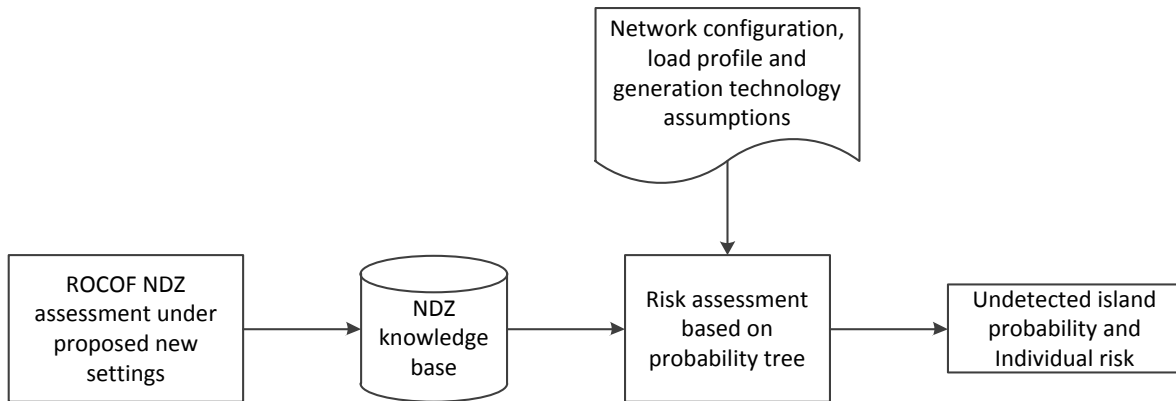 Network configuration,
load profile and
generation technology
assumptions
ROCOF NDZ
assessment under
proposed new
settings
NDZ
knowledge
base
Risk assessment
based on
probability tree
Undetected island
probability and
Individual risk